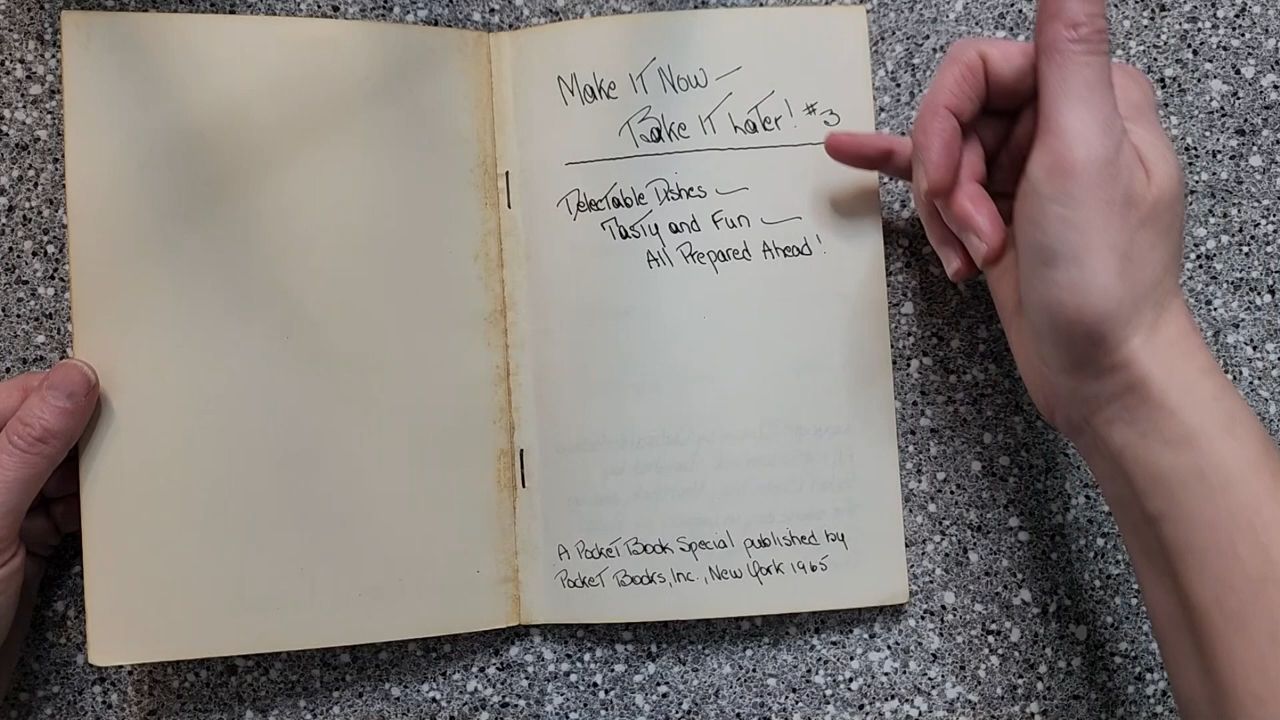 Make It Now —
Bake It Later! #3
Delectable Dishes —
Tasty and Fun —
All Prepared Ahead!
A Pocket Book Special published by
Pocket Books, Inc., New York 1965